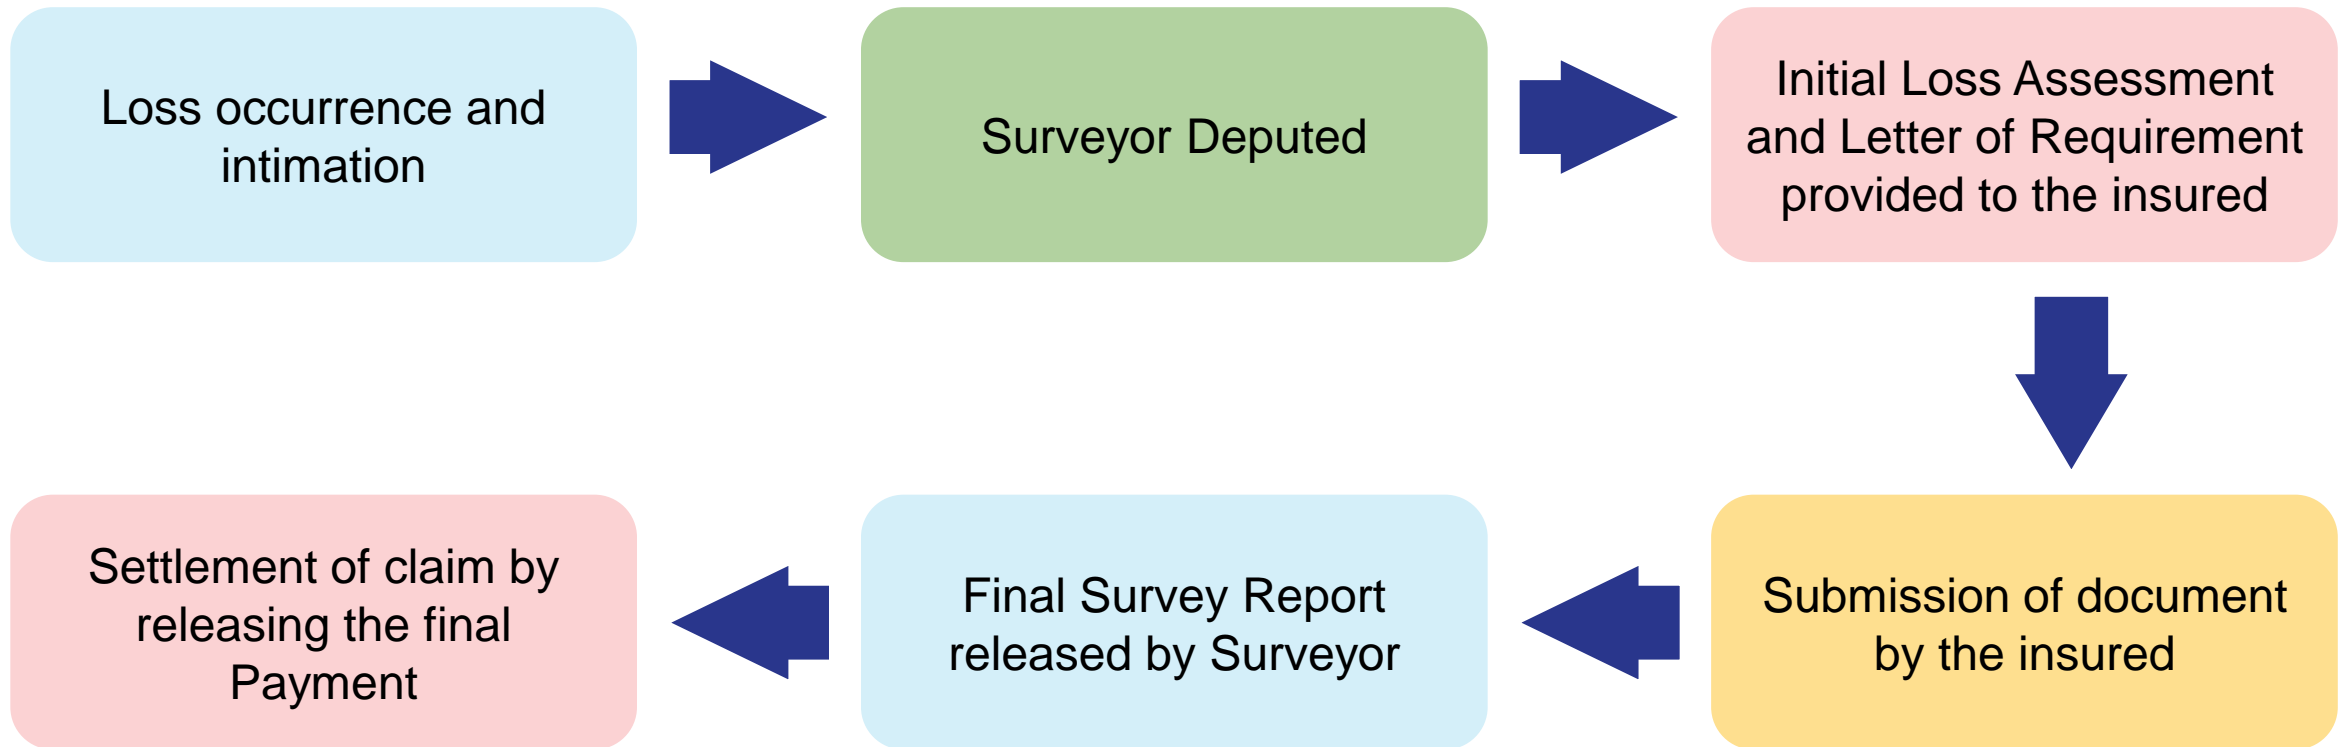 Loss occurrence and
intimation
Surveyor Deputed
Initial Loss Assessment
and Letter of Requirement
provided to the insured
Submission of document
by the insured
Final Survey Report
released by Surveyor
Settlement of claim by
releasing the final
Payment